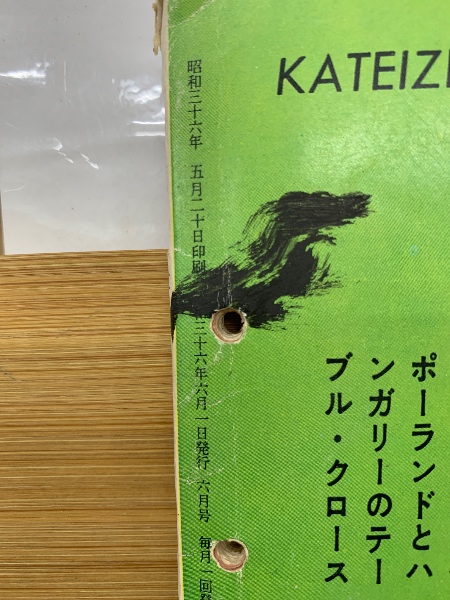 KATEIZ
ポーランドとハ
ンガリーのテー
ブル・クロース
昭和三十六年 五月二十日印刷 三十六年六月一日発行 六月号 毎月一回